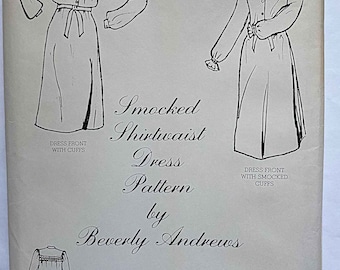 Smocked
Shirtwaist
Dress
Pattern
by
Beverly Andrews
DRESS FRONT
WITH CUFFS
DRESS FRONT
WITH SMOCKED
CUFFS